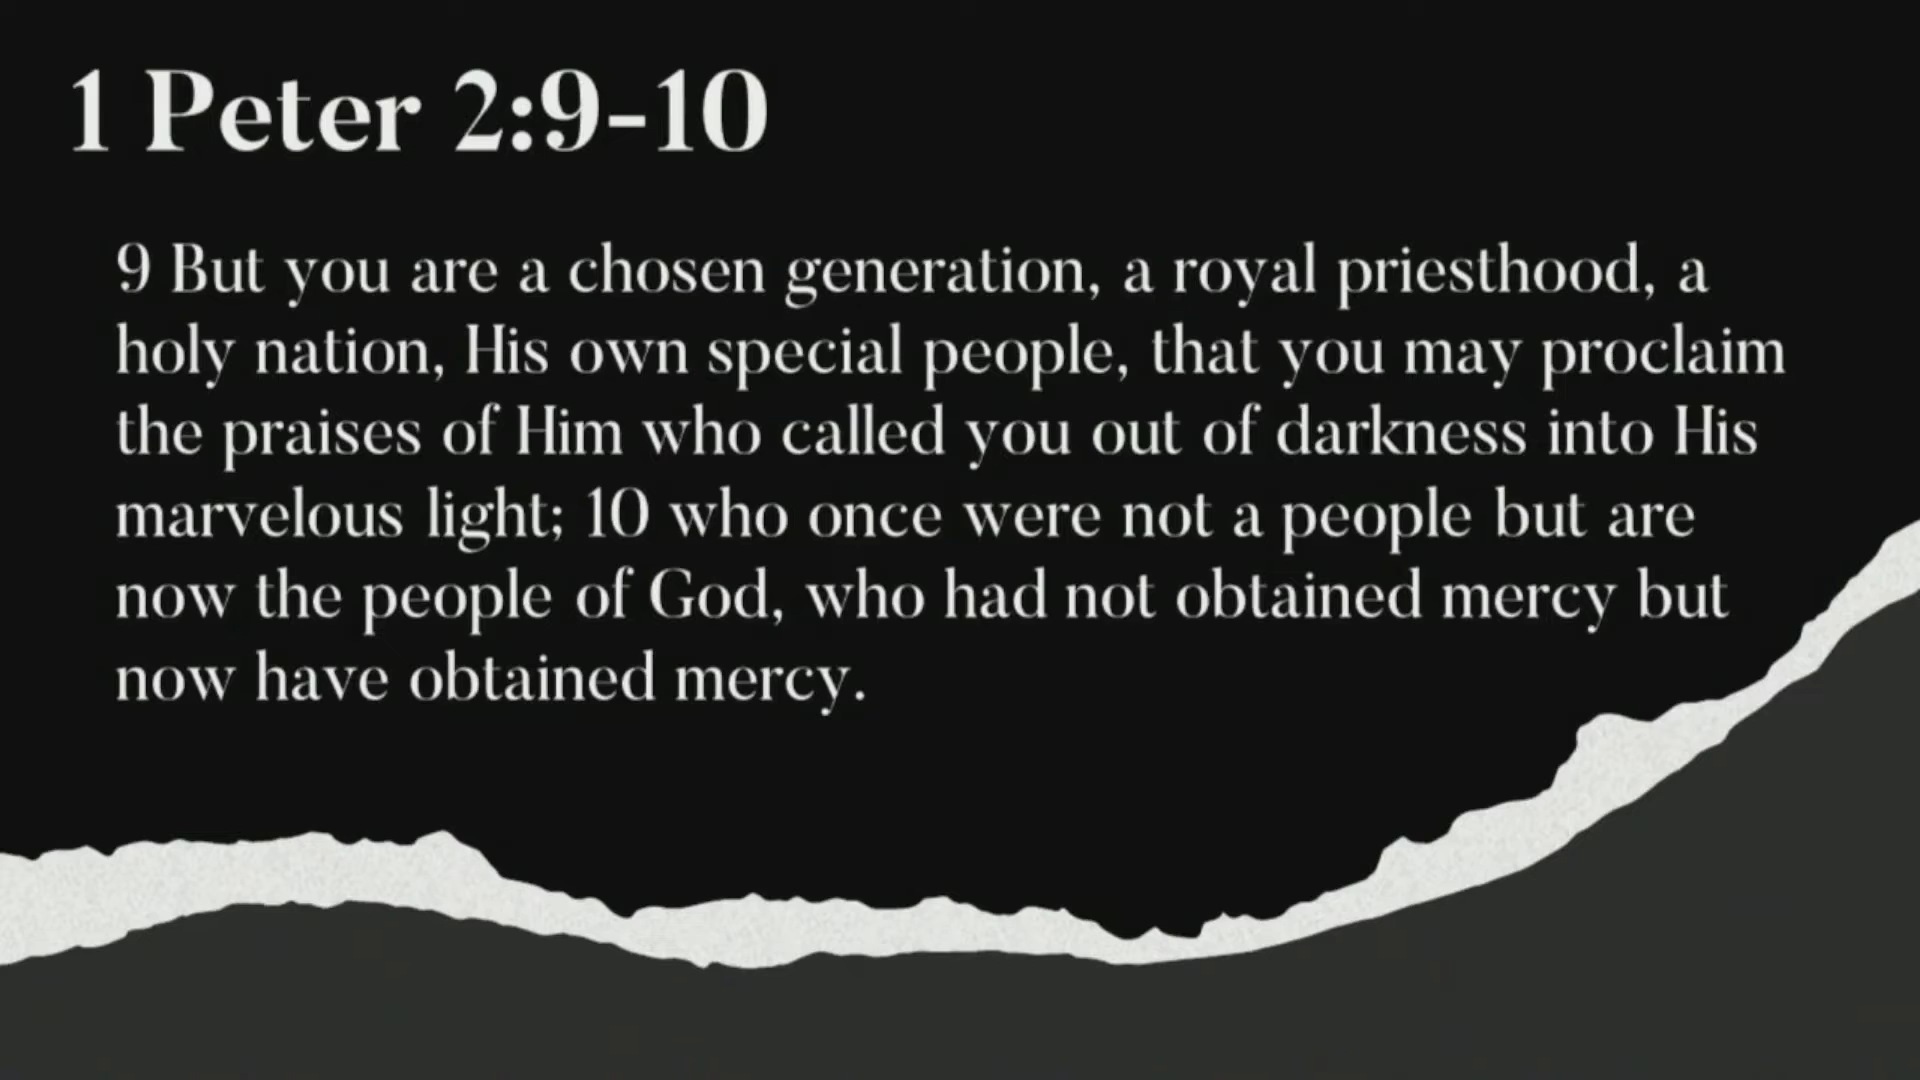 1 Peter 2:9-10
9 But you are a chosen generation, a royal priesthood, a
holy nation, His own special people, that you may proclaim
the praises of Him who called you out of darkness into His
marvelous light; 10 who once were not a people but are
now the people of God, who had not obtained mercy but
now have obtained mercy.